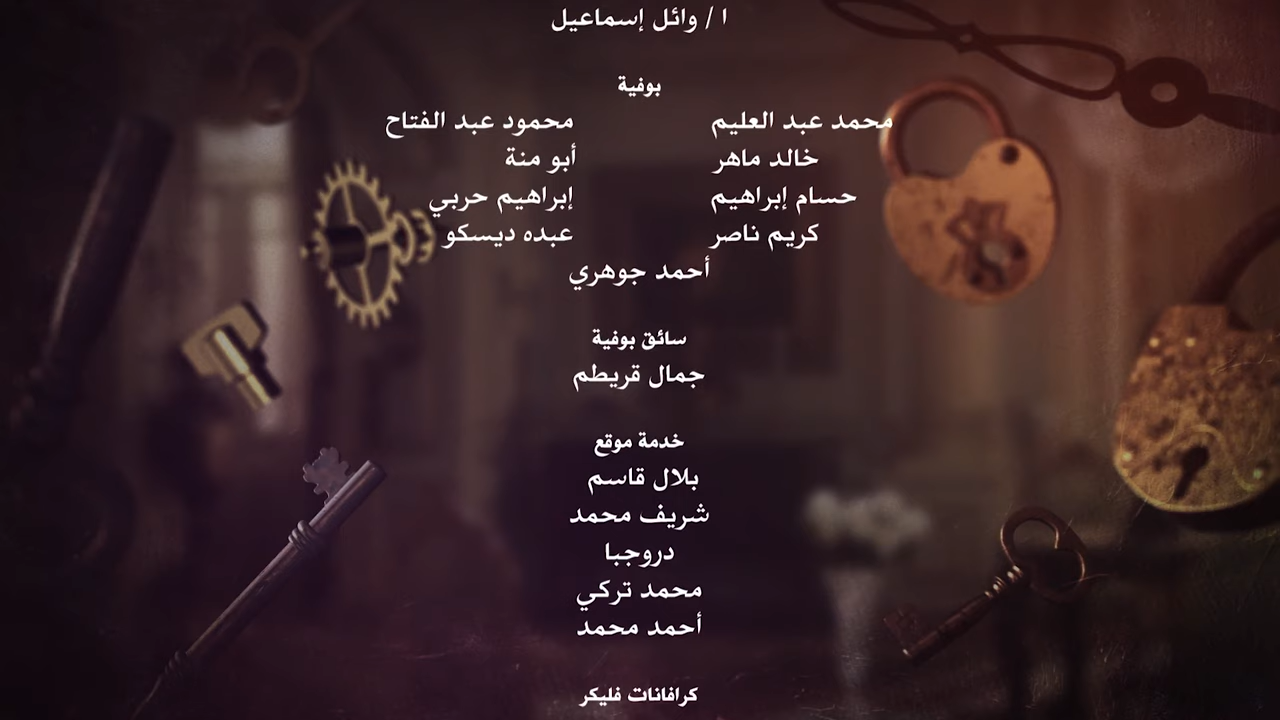 ا / وائل إسماعيل
بوفية
محمد عبد العليم محمود عبد الفتاح
خالد ماهر أبو منة
حسام إبراهيم إبراهيم حربي
كريم ناصر عبده ديسكو
أحمد جوهري
سائق بوفية
جمال قريطم
خدمة موقع
بلال قاسم
شريف محمد
دروجبا
محمد تركي
أحمد محمد
كرافانات فليكر